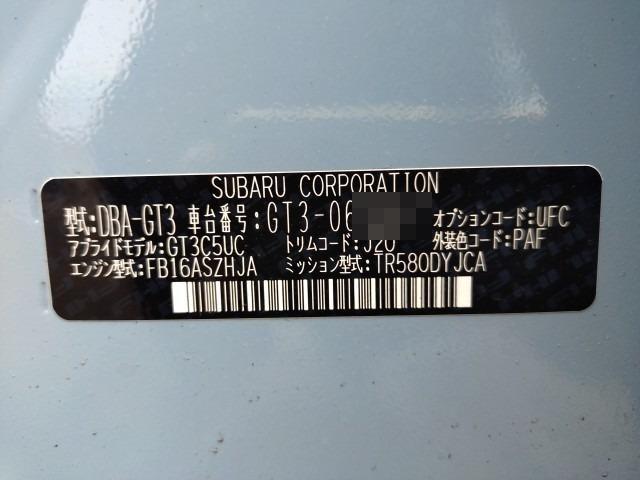 SUBARU CORPORATION
型式:DBA-GT3 車台番号:GT3-06 オプションコード:UFC
アプライドモデル:GT3C5UC トリムコード:J20 外装色コード:PAF
エンジン型式:FB16ASZHJA ミッション型式:TR580DYJCA